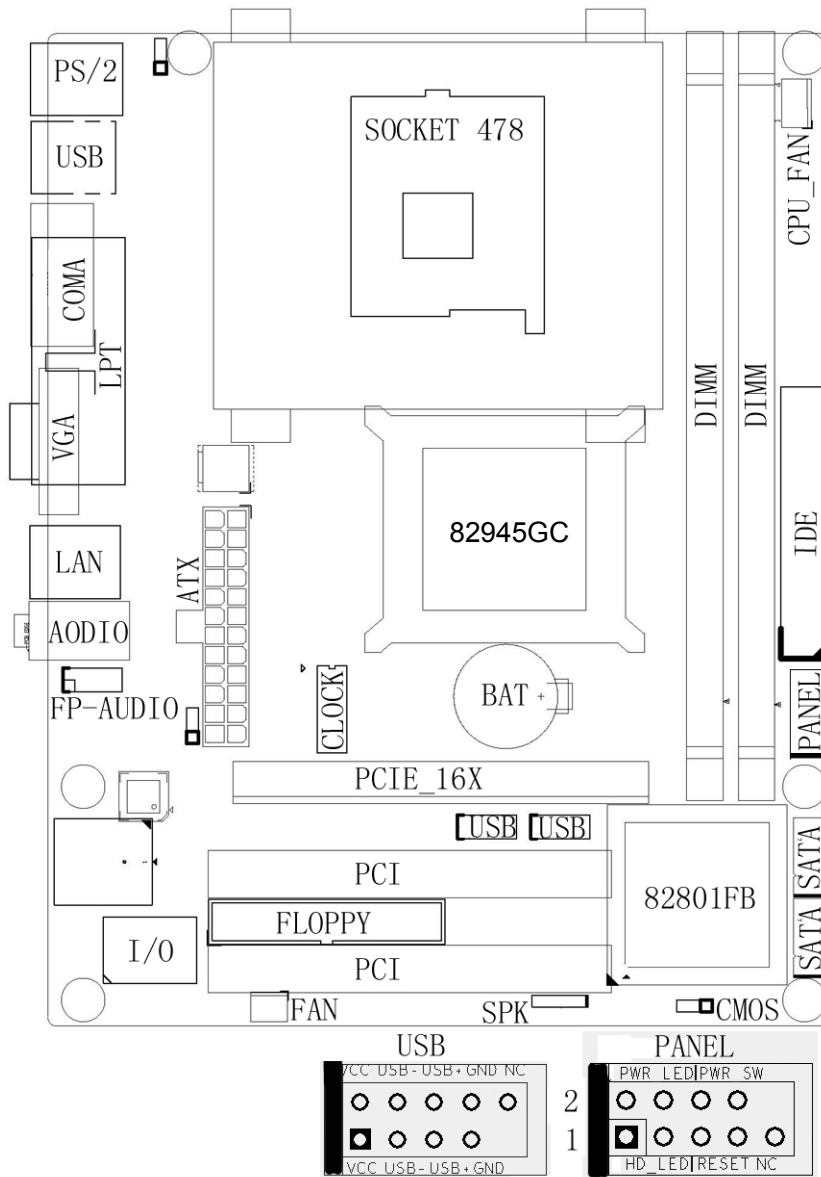 PS/2
SOCKET 478
USB
CPU_FAN
COMA
LPT
DIMM
DIMM
VGA
82945GC
IDE
LAN
ATX
AODIO
FP-AUDIO
CLOCK
BAT +
PANEL
PCIE_16X
USB
USB
SATA
PCI
82801FB
FLOPPY
I/O
SATA
PCI
FAN
SPK
CMOS
USB
PANEL
VCC USB- USB+ GND NC
PWR LED|PWR SW
2
1
VCC USB- USB+ GND
HD_LED|RESET NC